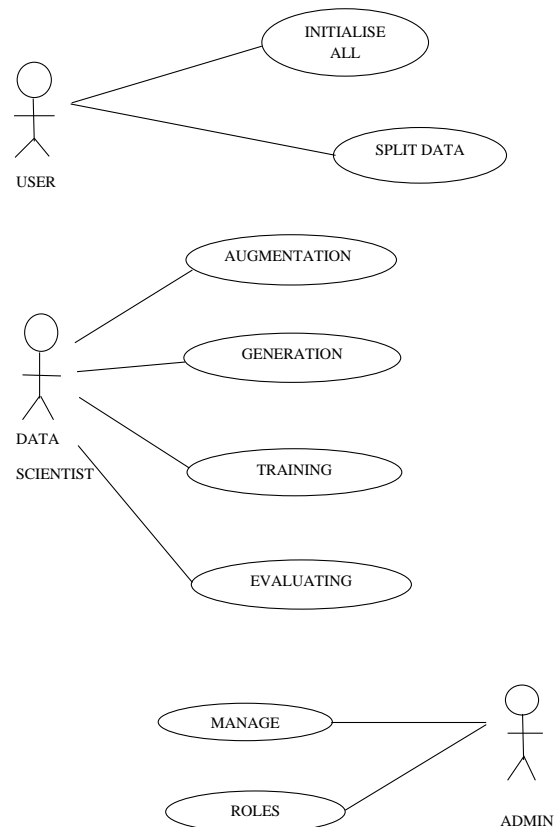 INITIALISE
ALL
SPLIT DATA
USER
AUGMENTATION
GENERATION
DATA
SCIENTIST
TRAINING
EVALUATING
MANAGE
ROLES
ADMIN